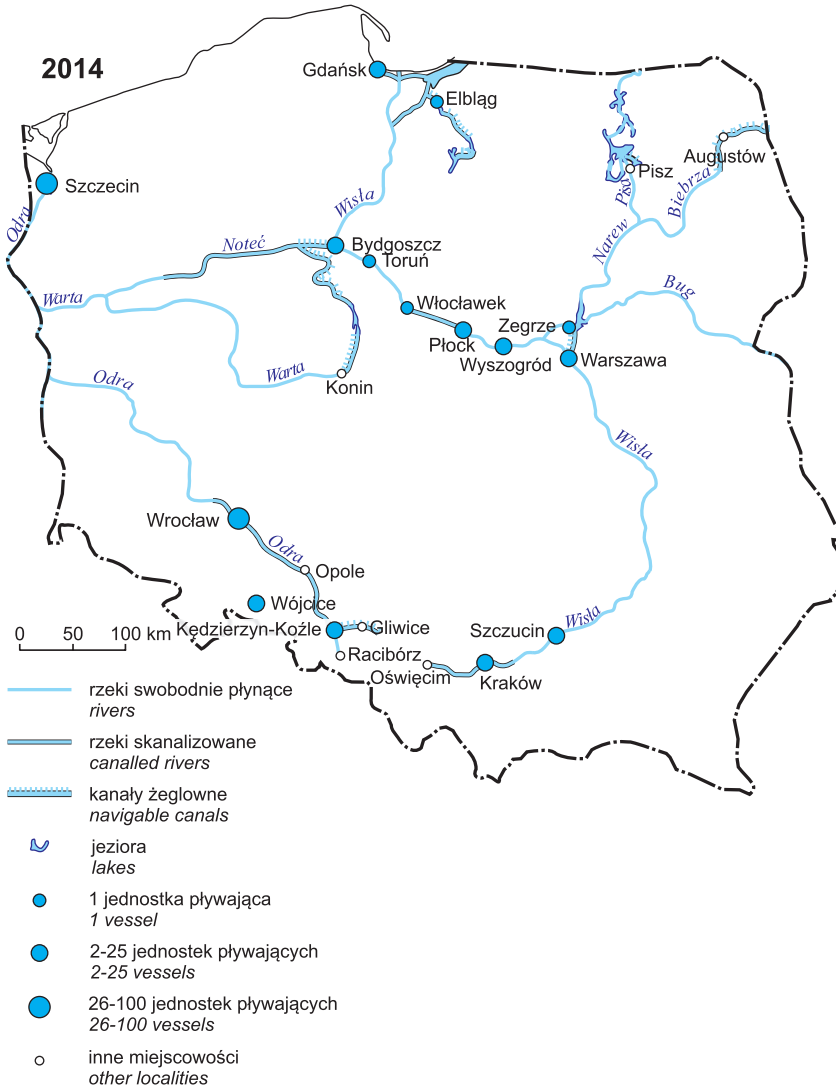 2014
Gdańsk
Elbląg
Szczecin
Augustów
Pisz
Pisa
Biebrza
Wisła
Odra
Noteć
Bydgoszcz
Toruń
Narew
Bug
Warta
Włocławek
Zegrze
Płock
Wyszogród
Warszawa
Odra
Warta
Konin
Wisła
Wrocław
Odra
Opole
Wójcice
Kędzierzyn-Koźle
Gliwice
Szczucin
Wisła
0 50 100 km
Racibórz
Oświęcim
Kraków
rzeki swobodnie płynące
rivers
rzeki skanalizowane
canalled rivers
kanały żeglowne
navigable canals
jeziora
lakes
1 jednostka pływająca
1 vessel
2-25 jednostek pływających
2-25 vessels
26-100 jednostek pływających
26-100 vessels
inne miejscowości
other localities